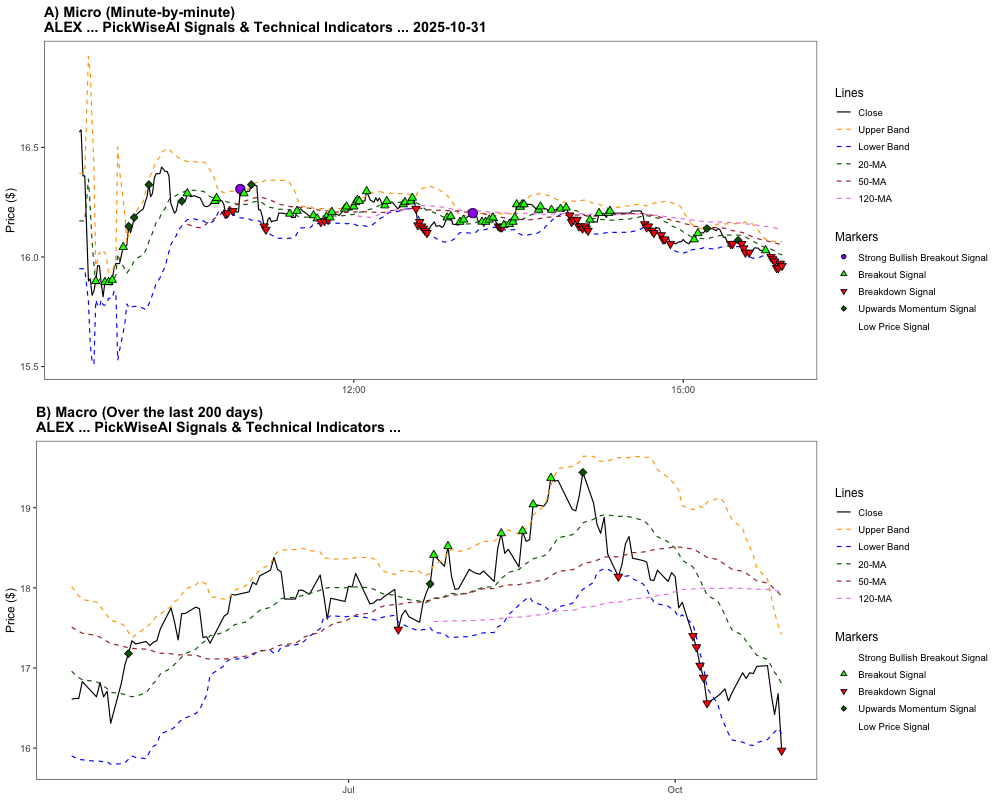 A) Micro (Minute-by-minute)
ALEX ... PickWiseAI Signals & Technical Indicators ... 2025-10-31
Price ($)
16.5
16.0
15.5
12:00
15:00
Lines
Close
Upper Band
Lower Band
20-MA
50-MA
120-MA
Markers
Strong Bullish Breakout Signal
Breakout Signal
Breakdown Signal
Upwards Momentum Signal
Low Price Signal
B) Macro (Over the last 200 days)
ALEX ... PickWiseAI Signals & Technical Indicators ...
Price ($)
19
18
17
16
Jul
Oct
Lines
Close
Upper Band
Lower Band
20-MA
50-MA
120-MA
Markers
Strong Bullish Breakout Signal
Breakout Signal
Breakdown Signal
Upwards Momentum Signal
Low Price Signal